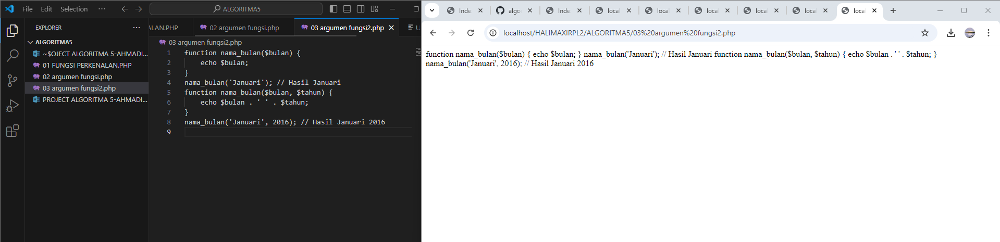 File Edit Selection ... ALGORITMA5
EXPLORER ...
ALGORITMA5
~$OJECT ALGORITMA 5-AHMADI...
01 FUNGSI PERKENALAN.PHP
02 argumen fungsi.php
03 argumen fungsi2.php
PROJECT ALGORITMA 5-AHMADI...
ALAN.PHP 02 argumen fungsi.php 03 argumen fungsi2.php U
03 argumen fungsi2.php
1 function nama_bulan($bulan) {
2 echo $bulan;
3 }
4 nama_bulan('Januari'); // Hasil Januari
5 function nama_bulan($bulan, $tahun) {
6 echo $bulan . ' ' . $tahun;
7 }
8 nama_bulan('Januari', 2016); // Hasil Januari 2016
9
Inde algo Inde local local local local local local
localhost/HALIMAXIRPL2/ALGORITMA5/03%20argumen%20fungsi2.php
function nama_bulan($bulan) { echo $bulan; } nama_bulan('Januari'); // Hasil Januari function nama_bulan($bulan, $tahun) { echo $bulan . ' ' . $tahun; }
nama_bulan('Januari', 2016); // Hasil Januari 2016